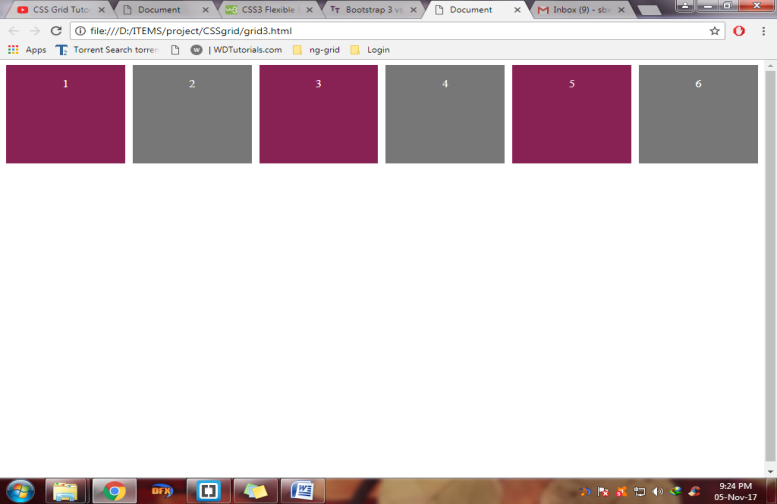 CSS Grid Tuto
Document
CSS3 Flexible
Bootstrap 3 vs
Document
Inbox (9) - sb
file:///D:/ITEMS/project/CSSgrid/grid3.html
Apps
Torrent Search torren
| WDTutorials.com
ng-grid
Login
1 2 3 4 5 6
DFX
9:24 PM
05-Nov-17